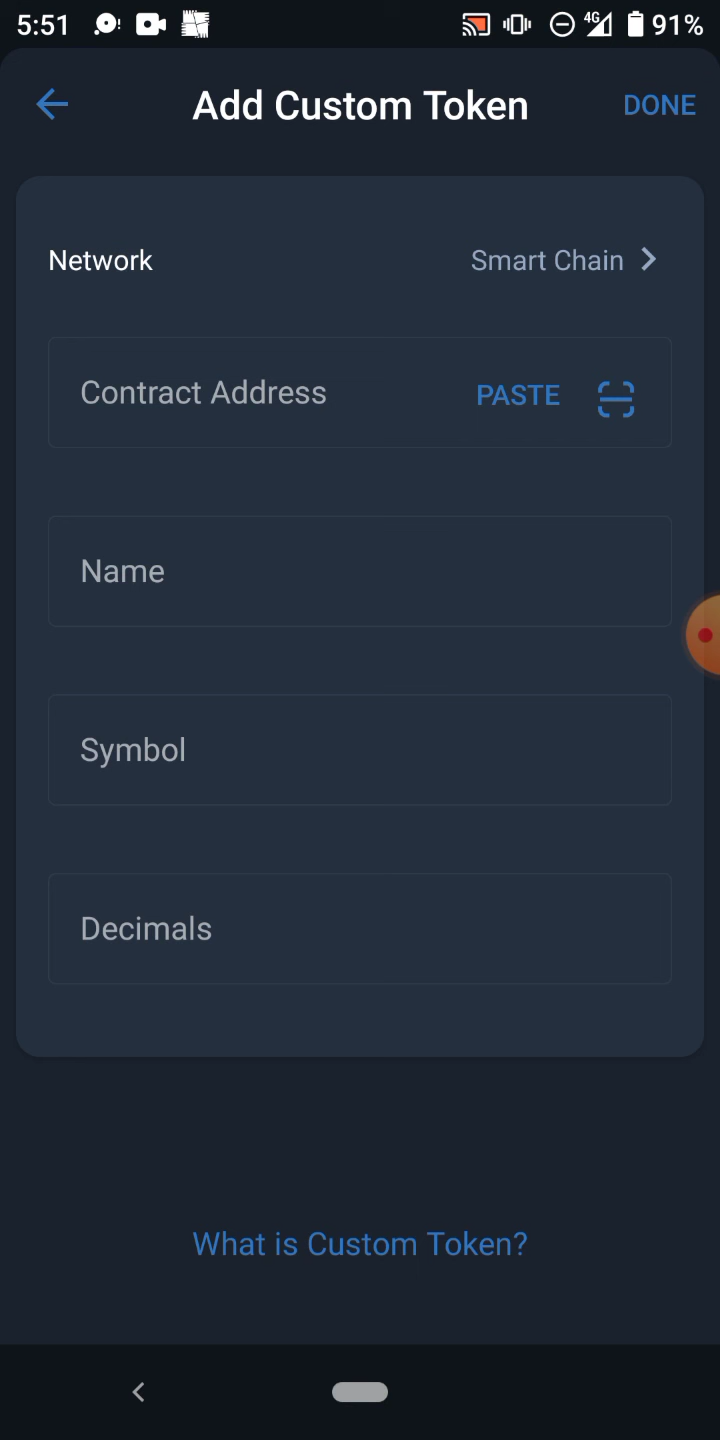 5:51
4G
91%
Add Custom Token
DONE
Network
Smart Chain
Contract Address
PASTE
Name
Symbol
Decimals
What is Custom Token?